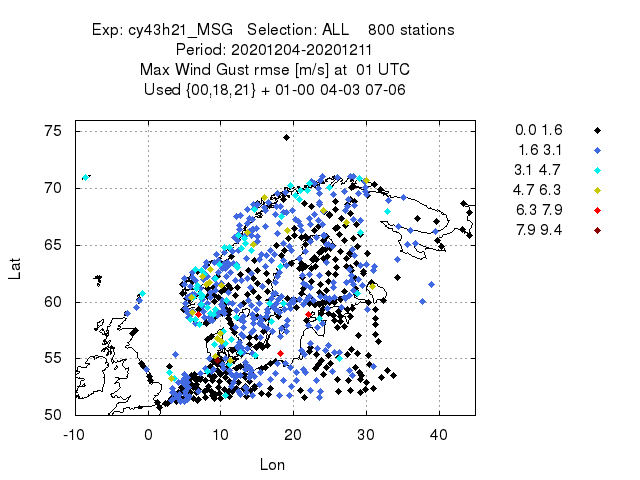 Exp: cy43h21_MSG   Selection: ALL    800 stations
Period: 20201204-20201211
Max Wind Gust rmse [m/s] at  01 UTC
Used {00,18,21} + 01-00 04-03 07-06
0.0 1.6
1.6 3.1
3.1 4.7
4.7 6.3
6.3 7.9
7.9 9.4
75
70
65
60
55
50
Lat
-10 0 10 20 30 40
Lon